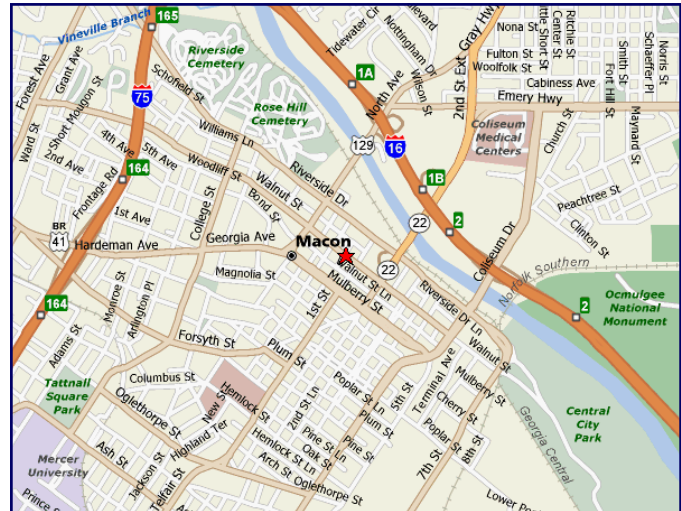 Vineville Branch
165
Riverside
Cemetery
Tidewater Cir
Nottingham Dr
Nona St
Fulton St
Woolfolk St
Little Short St
Center St
Ritchie St
Smith St
Schaefer Pl
Norris St
Forest Ave
Grant Ave
Short Mougon St
Ward St
75
Schofield St
1A
North Ave
Wilson St
2nd St Ext
Gray Hwy
Cabiness Ave
Emery Hwy
Fort Hill St
Maynard St
Rose Hill
Cemetery
Williams Ln
129
16
Coliseum
Medical
Centers
Church St
4th Ave
5th Ave
2nd Ave
164
Frontage Rd
Woodliff St
Walnut St
Riverside Dr
1B
Peachtree St
Clinton St
1st Ave
College St
Bond St
22
2
BR
41
Hardeman Ave
Georgia Ave
Macon
Magnolia St
Walnut St Ln
Mulberry St
22
Coliseum Dr
Norfolk Southern
Ocmulgee
National
Monument
2
164
Monroe St
Arlington Pl
1st St
Riverside Dr Ln
Adams St
Forsyth St
Plum St
Walnut St
Tattnall
Square
Park
Columbus St
Oglethorpe St
New St
Hemlock St
2nd St Ln
Poplar St Ln
5th St
Terminal Ave
Mulberry St
Cherry St
Highland Ter
Plum St
Pine St
Pine St Ln
Oak St
Poplar St
Georgia Central
Central
City
Park
Mercer
University
Ash St
Jackson St
Telfair St
Hemlock St Ln
Arch St
Oglethorpe St
7th St
8th St